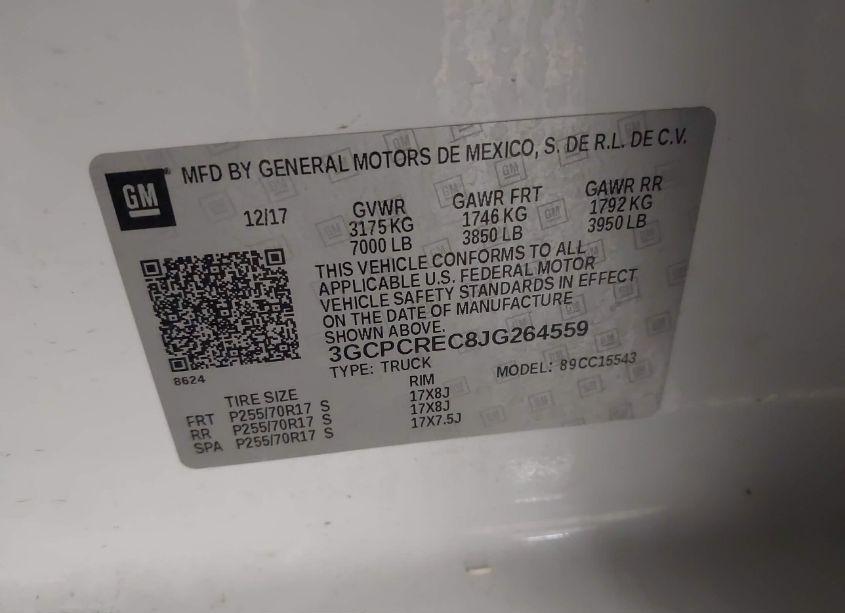 GM
MFD BY GENERAL MOTORS DE MEXICO, S. DE R.L. DE C.V.
12/17
GVWR
3175 KG
7000 LB
GAWR FRT
1746 KG
3850 LB
GAWR RR
1792 KG
3950 LB
THIS VEHICLE CONFORMS TO ALL
APPLICABLE U.S. FEDERAL MOTOR
VEHICLE SAFETY STANDARDS IN EFFECT
ON THE DATE OF MANUFACTURE
SHOWN ABOVE.
3GCPCREC8JG264559
TYPE: TRUCK MODEL: 89CC15543
8624
TIRE SIZE RIM
FRT P255/70R17 S 17X8J
RR P255/70R17 S 17X8J
SPA P255/70R17 S 17X7.5J